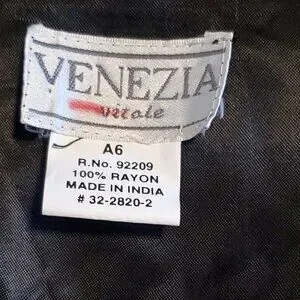 VENEZIA
vitale
A6
R.No. 92209
100% RAYON
MADE IN INDIA
# 32-2820-2